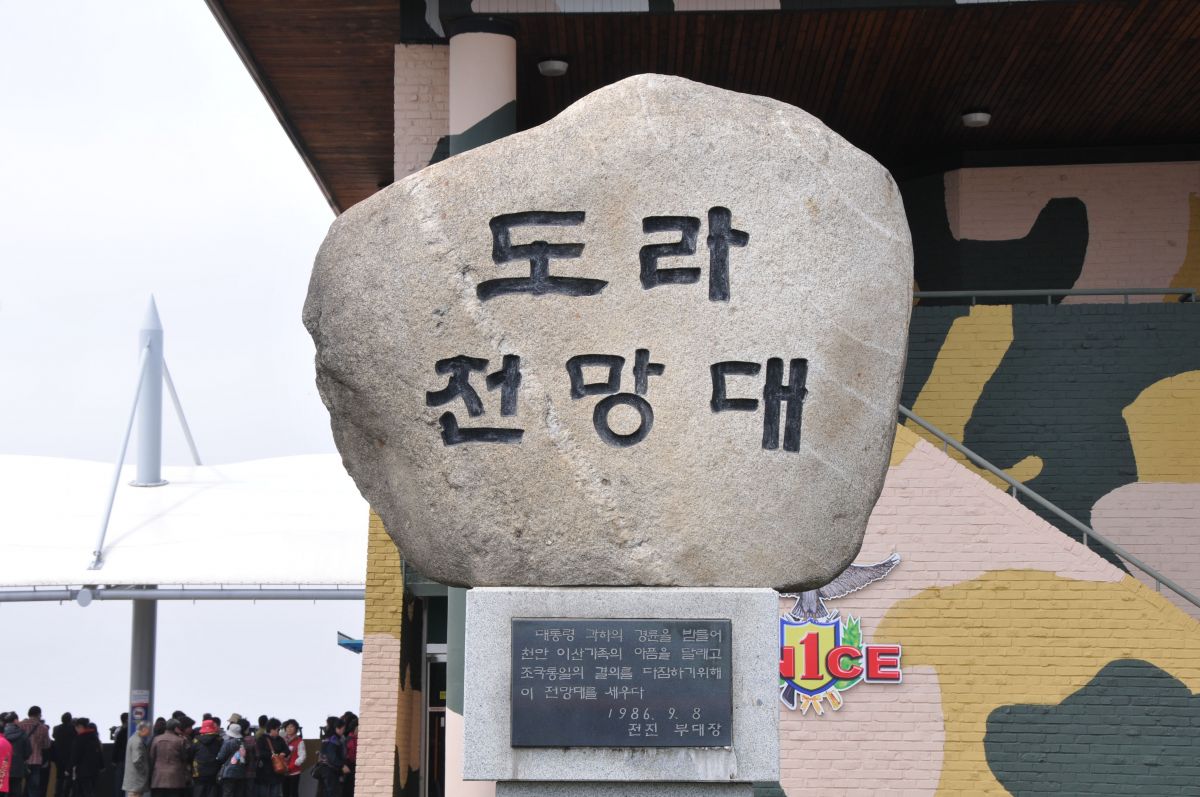 도라
전망대
대통령 각하의 경륜을 받들어
천만 이산가족의 아픔을 달래고
조국통일의 결의를 다짐하기위해
이 전망대를 세우다
1986. 9. 8
전진 부대장
1
NICE